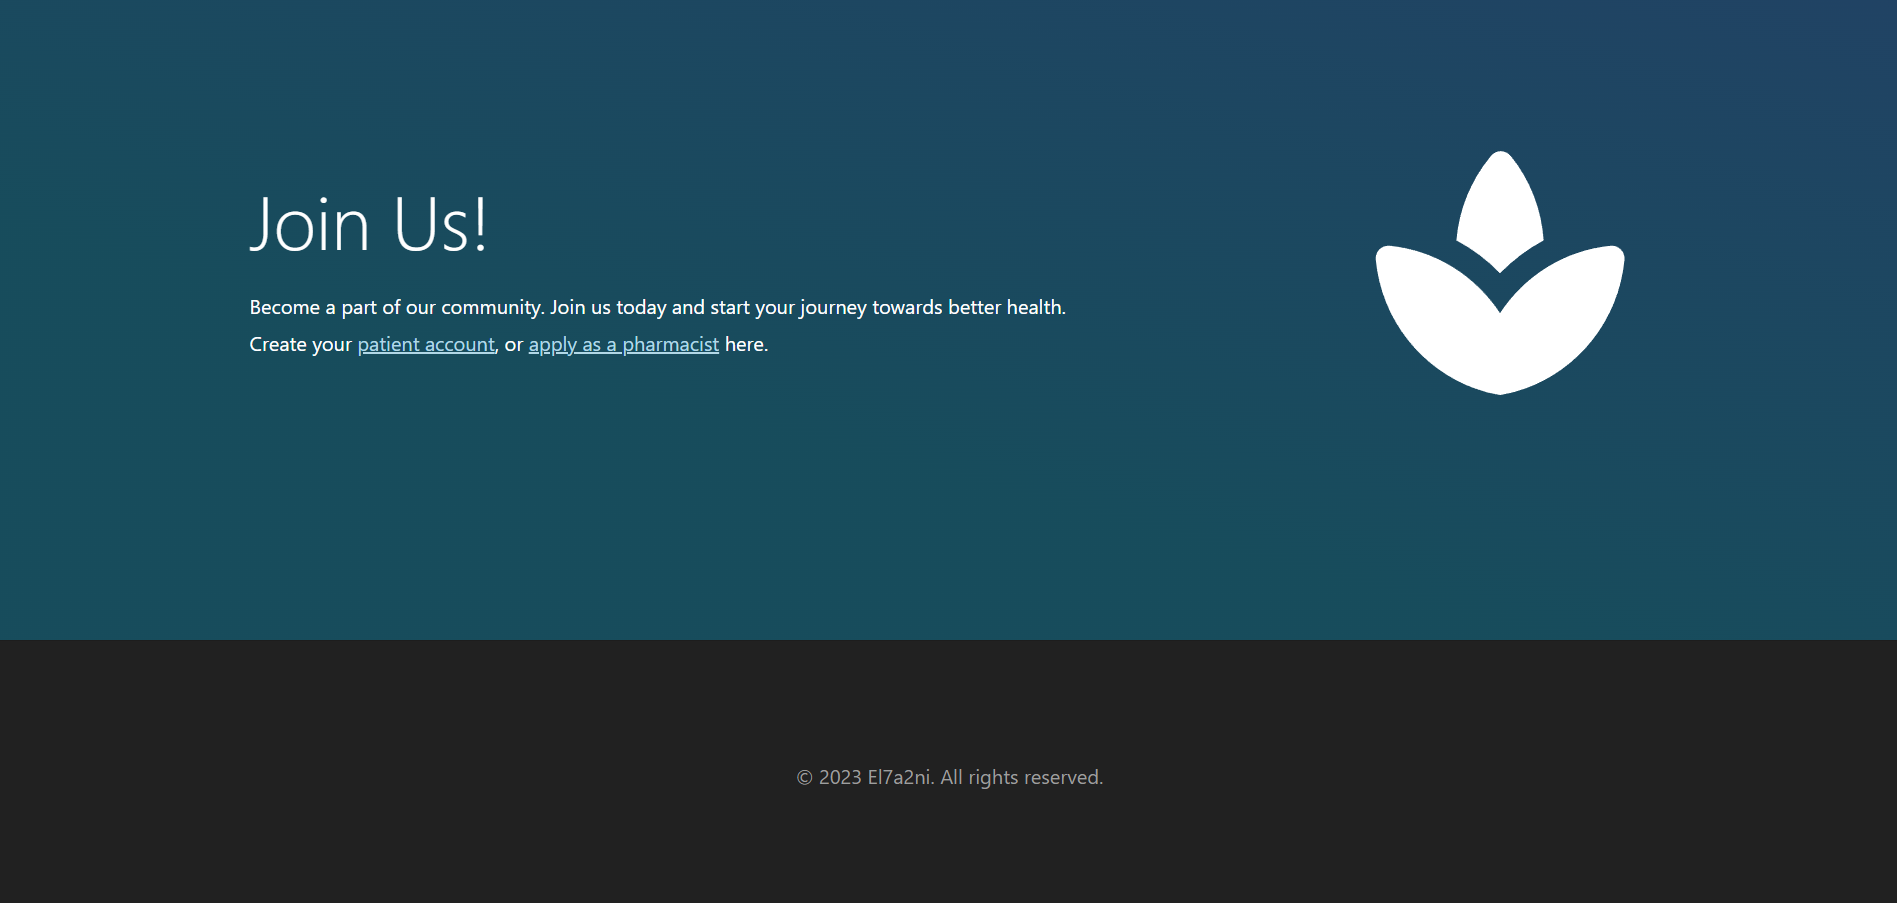 Join Us!
Become a part of our community. Join us today and start your journey towards better health.
Create your patient account, or apply as a pharmacist here.
© 2023 El7a2ni. All rights reserved.